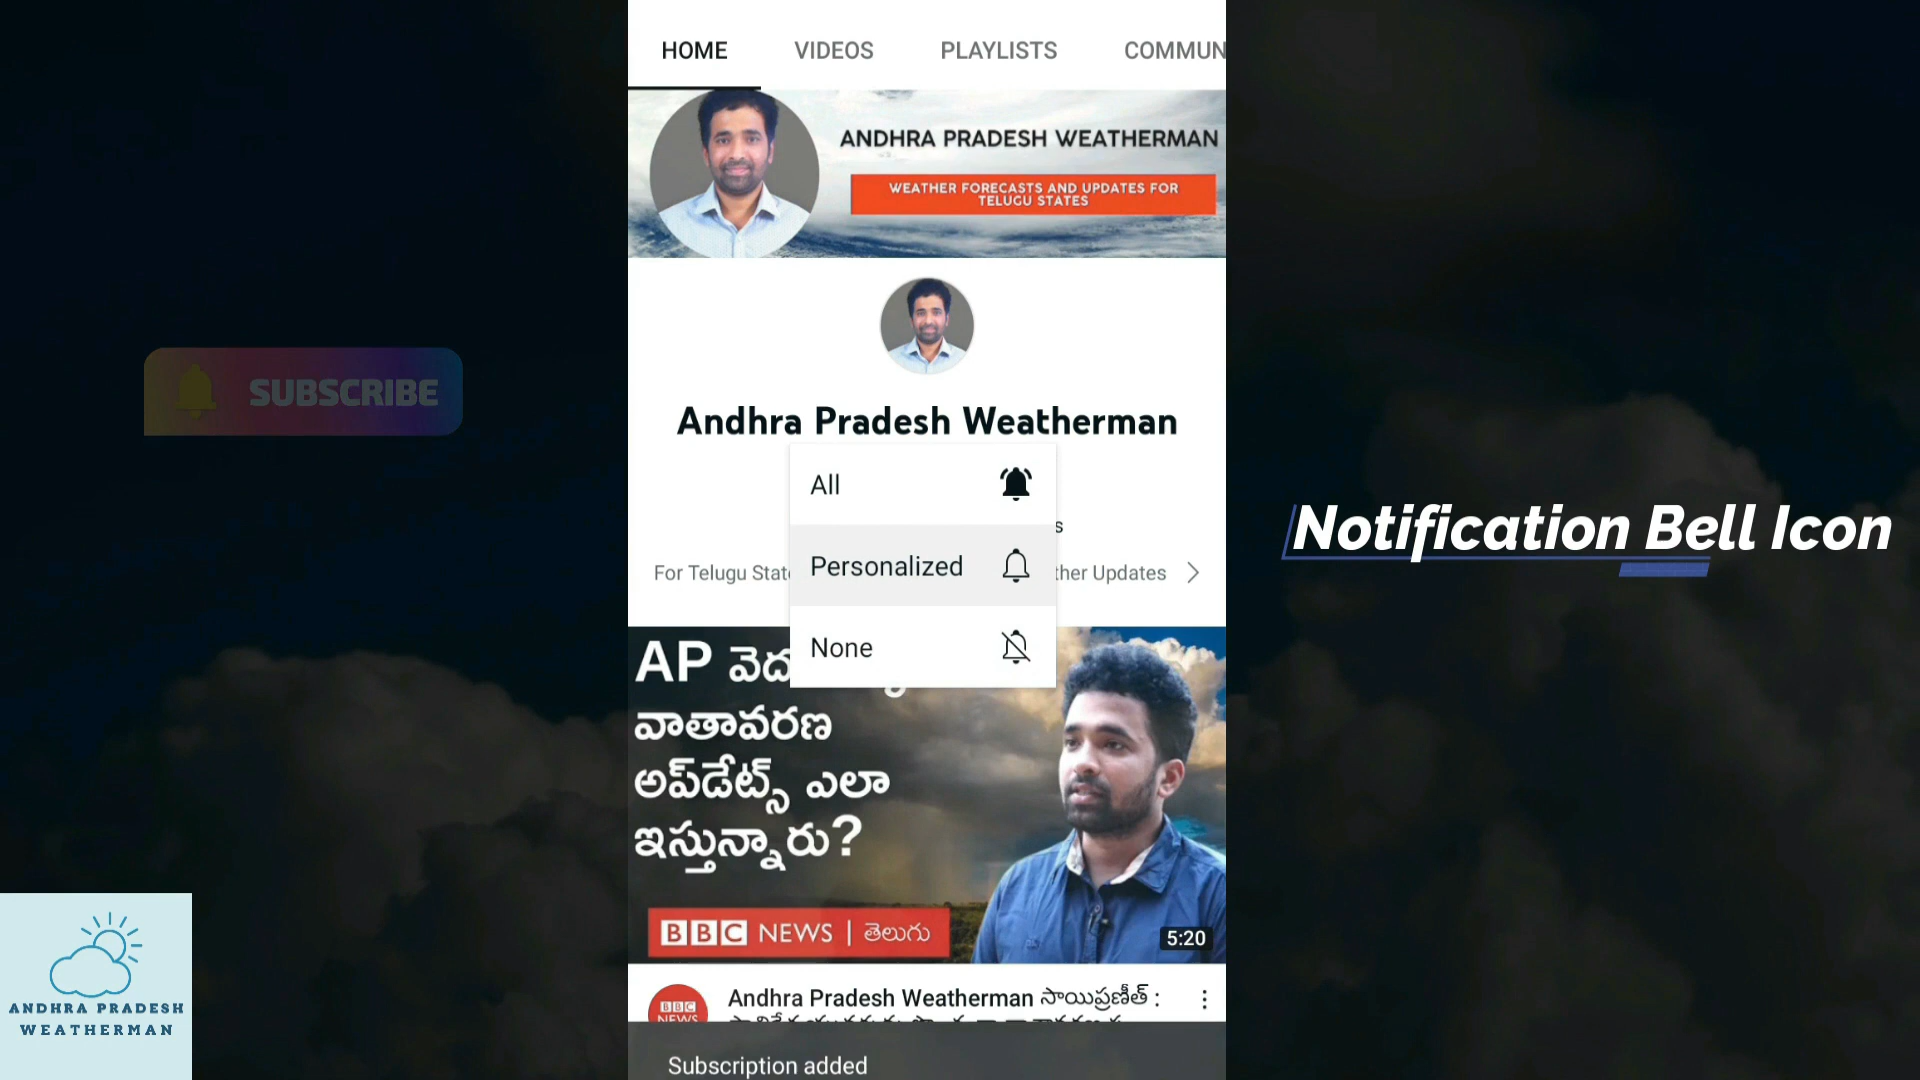 HOME VIDEOS PLAYLISTS COMMUN
ANDHRA PRADESH WEATHERMAN
WEATHER FORECASTS AND UPDATES FOR
TELUGU STATES
SUBSCRIBE
Andhra Pradesh Weatherman
All
Personalized
None
For Telugu
ther Updates
Notification Bell Icon
AP
వాతావరణ
అప్‌డేట్స్ ఎలా
ఇస్తున్నారు?
BBC NEWS | తెలుగు
5:20
BBC
NEWS
Andhra Pradesh Weatherman సాయిప్రణీత్ :
Subscription added
ANDHRA PRADESH
WEATHERMAN